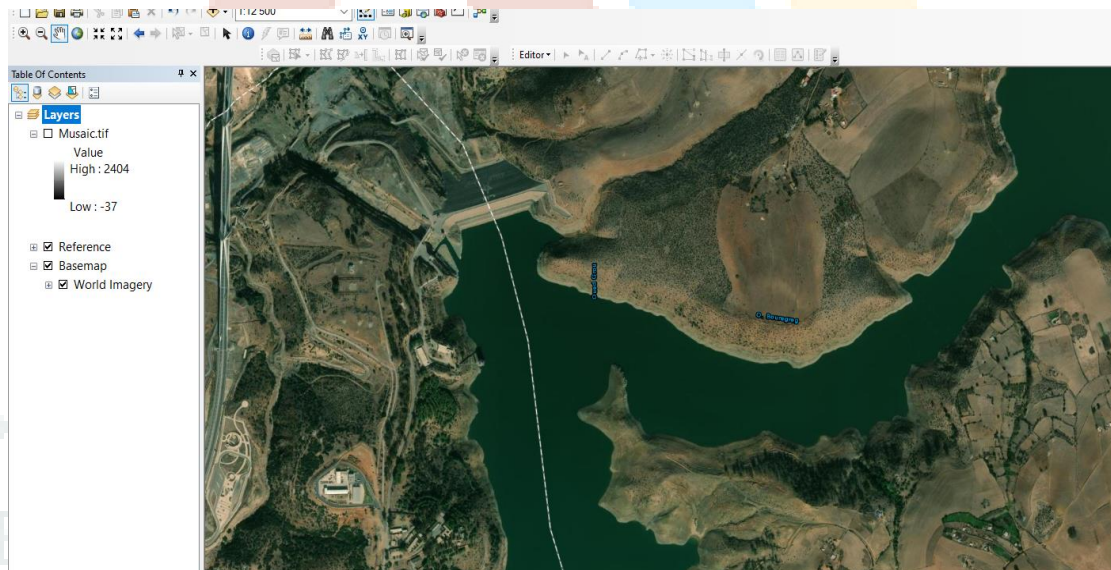 1:12 500
Editor
Table Of Contents
Layers
Musaic.tif
Value
High : 2404
Low : -37
Reference
Basemap
World Imagery
O. Bouregreg